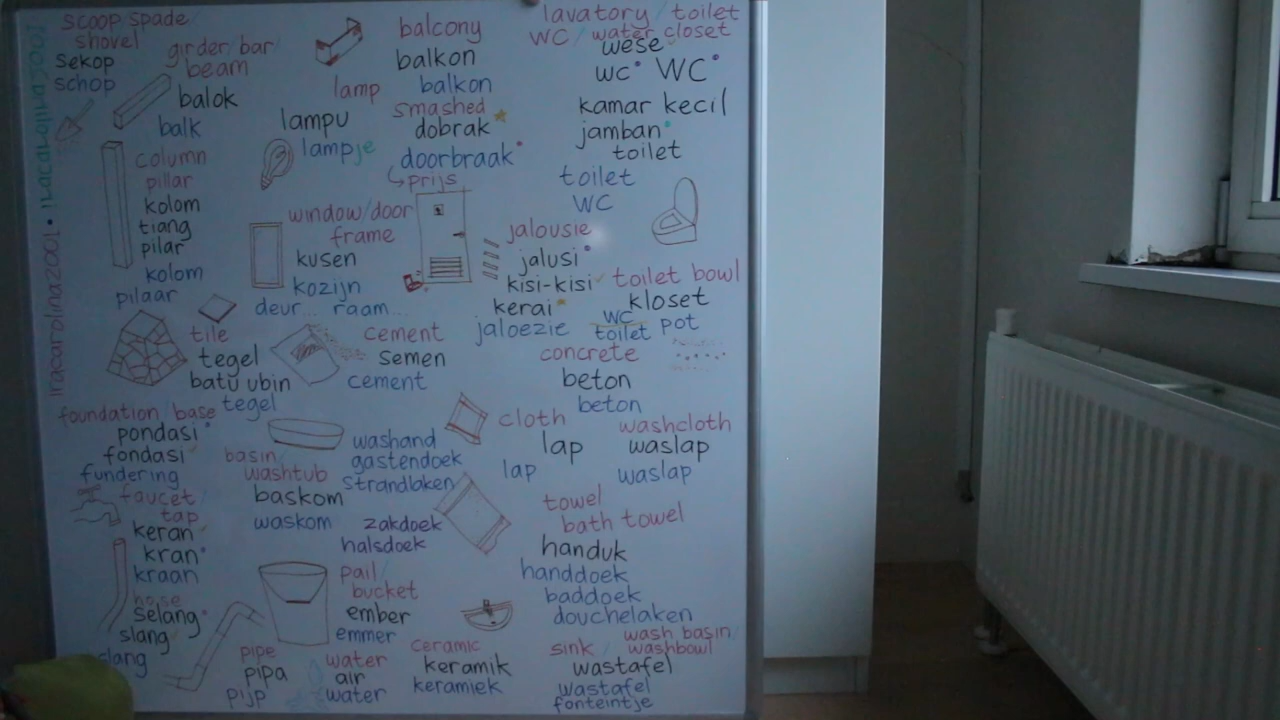 scoop spade/
shovel
sekop
schop
girder/bar/
beam
balok
balk
column
pillar
kolom
tiang
pilar
kolom
pilaar
lamp
lampu
lampje
balcony
balkon
balkon
smashed
dobrak
doorbraak
prijs
lavatory/toilet
WC/water closet
wese
wc WC
kamar kecil
jamban
toilet
toilet
WC
window/door
frame
kusen
kozijn
deur... raam...
jalousie
jalusi
kisi-kisi
kerai
jaloezie
toilet bowl
kloset
WC
toilet pot
tile
tegel
batu ubin
tegel
cement
semen
cement
concrete
beton
beton
foundation/base
pondasi
fondasi
fundering
basin/
washtub
baskom
waskom
washand
gastendoek
strandlaken
zakdoek
halsdoek
cloth
lap
lap
washcloth
waslap
waslap
faucet/
tap
keran
kran
kraan
towel
bath towel
handuk
handdoek
baddoek
douchelaken
hose
selang
slang
slang
pail/
bucket
ember
emmer
pipe
pipa
pijp
water
air
water
ceramic
keramik
keramiek
sink/wash basin/
washbowl
wastafel
wastafel
fonteintje
iracarolina2001